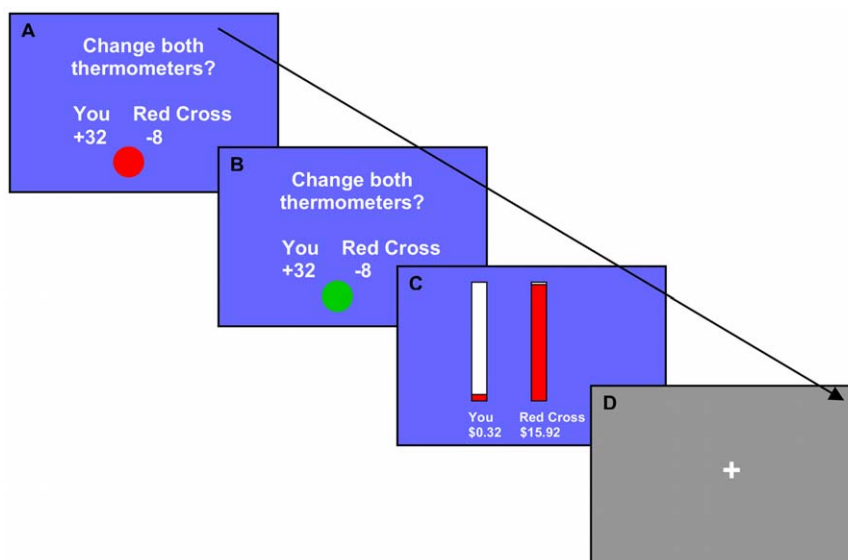 A
Change both
thermometers?
You Red Cross
+32 -8
B
Change both
thermometers?
You Red Cross
+32 -8
C
You Red Cross
$0.32 $15.92
D
+